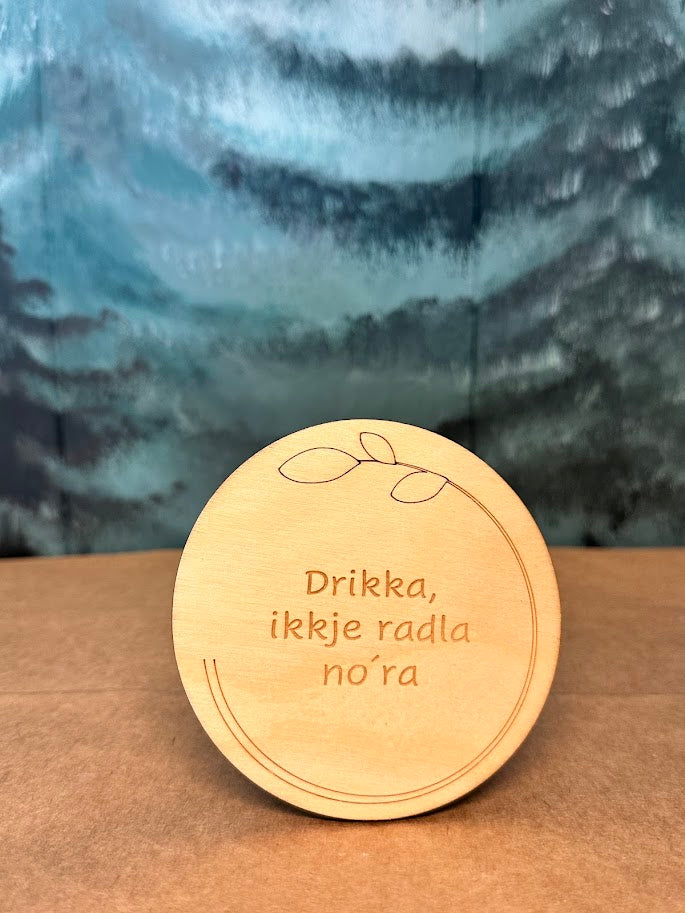 Drikka,
ikkje radla
no´ra